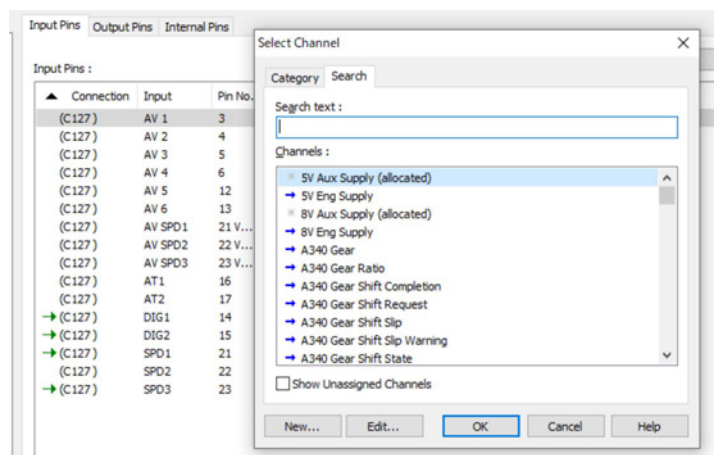 Input Pins Output Pins Internal Pins
Input Pins :
Connection Input Pin No.
(C127) AV 1 3
(C127) AV 2 4
(C127) AV 3 5
(C127) AV 4 6
(C127) AV 5 12
(C127) AV 6 13
(C127) AV SPD1 21 V...
(C127) AV SPD2 22 V...
(C127) AV SPD3 23 V...
(C127) AT1 16
(C127) AT2 17
(C127) DIG1 14
(C127) DIG2 15
(C127) SPD1 21
(C127) SPD2 22
(C127) SPD3 23
Select Channel
Category Search
Search text :
Channels :
5V Aux Supply (allocated)
5V Eng Supply
8V Aux Supply (allocated)
8V Eng Supply
A340 Gear
A340 Gear Ratio
A340 Gear Shift Completion
A340 Gear Shift Request
A340 Gear Shift Slip
A340 Gear Shift Slip Warning
A340 Gear Shift State
Show Unassigned Channels
New... Edit... OK Cancel Help